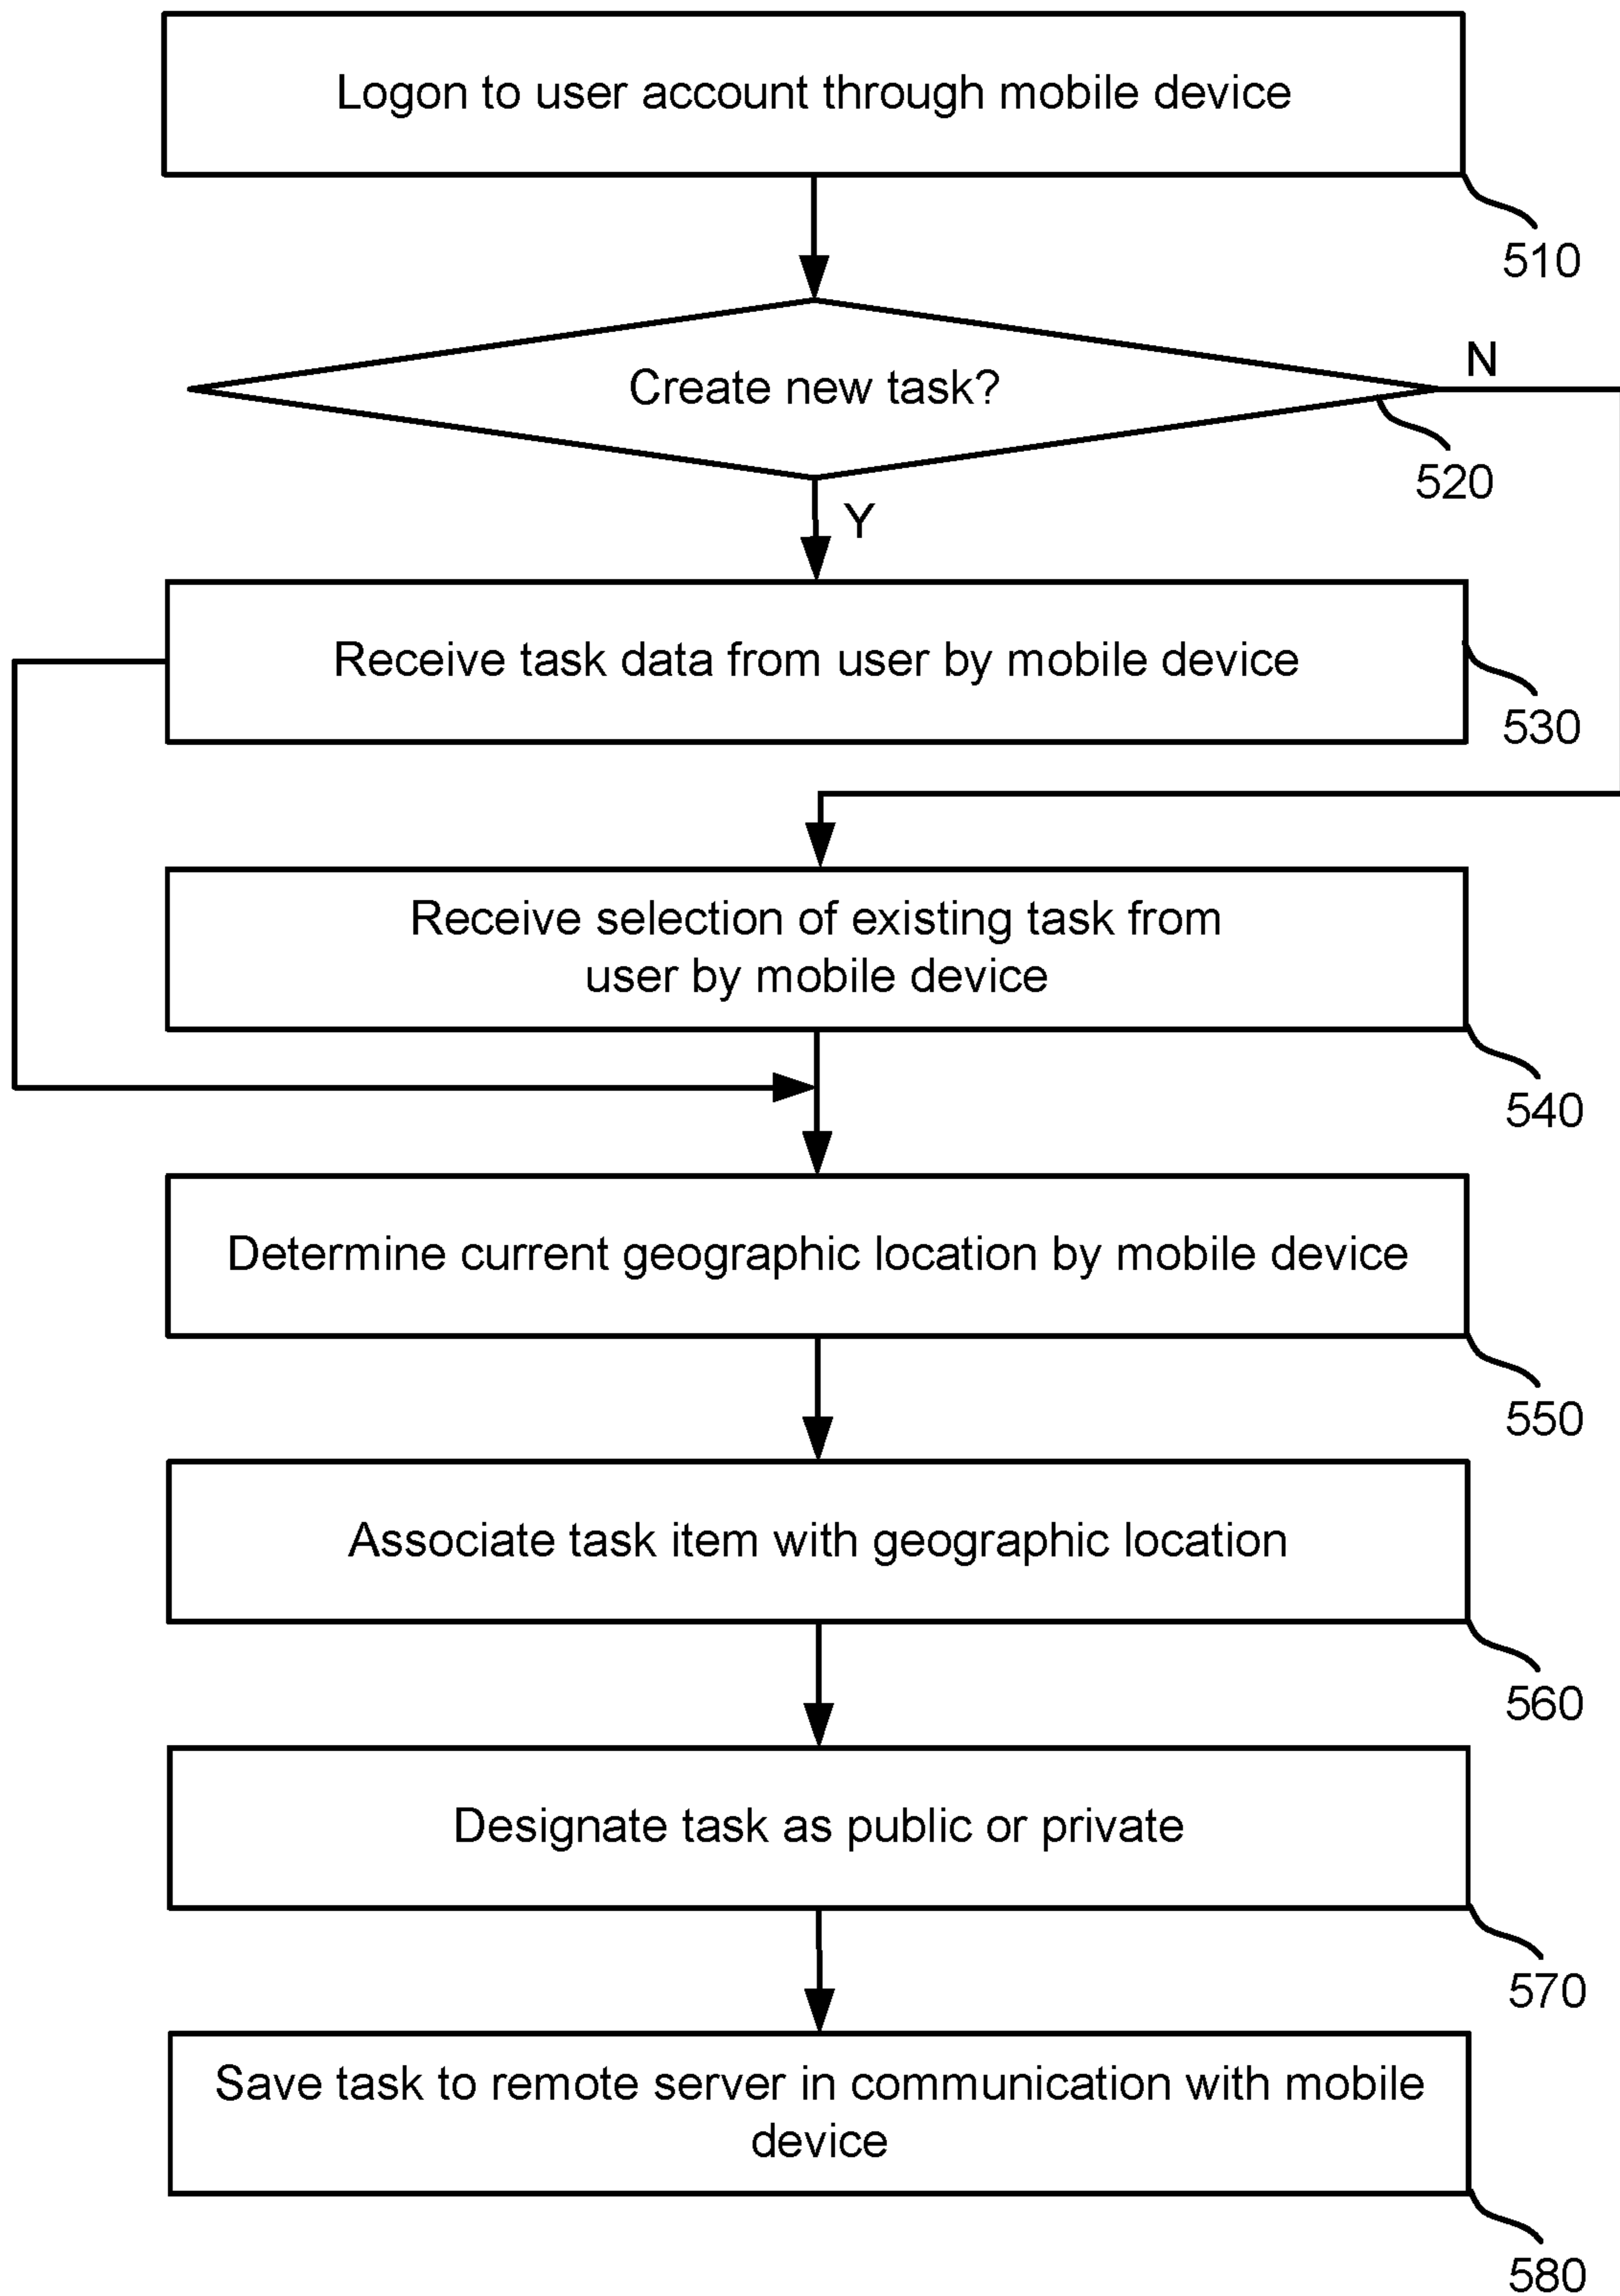 Logon to user account through mobile device
510
Create new task?
N
520
Y
Receive task data from user by mobile device
530
Receive selection of existing task from
user by mobile device
540
Determine current geographic location by mobile device
550
Associate task item with geographic location
560
Designate task as public or private
570
Save task to remote server in communication with mobile
device
580